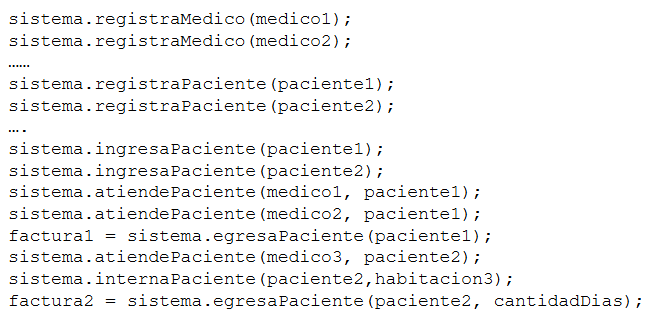 sistema.registraMedico(medico1);
sistema.registraMedico(medico2);
……
sistema.registraPaciente(paciente1);
sistema.registraPaciente(paciente2);
….
sistema.ingresaPaciente(paciente1);
sistema.ingresaPaciente(paciente2);
sistema.atiendePaciente(medico1, paciente1);
sistema.atiendePaciente(medico2, paciente1);
factura1 = sistema.egresaPaciente(paciente1);
sistema.atiendePaciente(medico3, paciente2);
sistema.internaPaciente(paciente2,habitacion3);
factura2 = sistema.egresaPaciente(paciente2, cantidadDias);